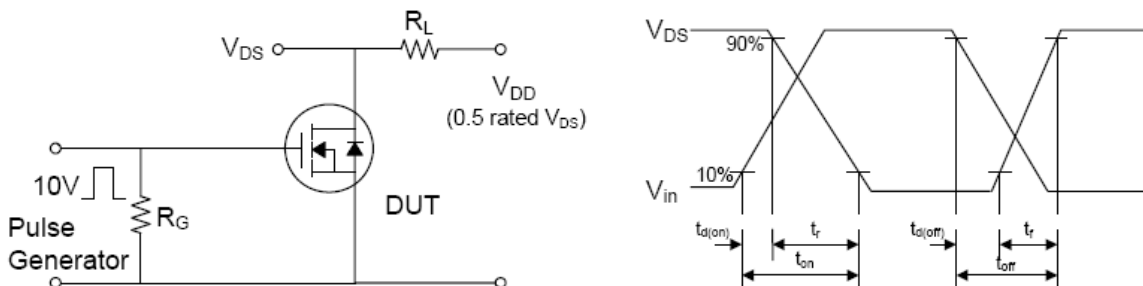 R_L
V_DS
V_DD
(0.5 rated V_DS)
10V
R_G
DUT
Pulse
Generator
V_DS
90%
10%
V_in
t_d(on)
t_r
t_on
t_d(off)
t_f
t_off